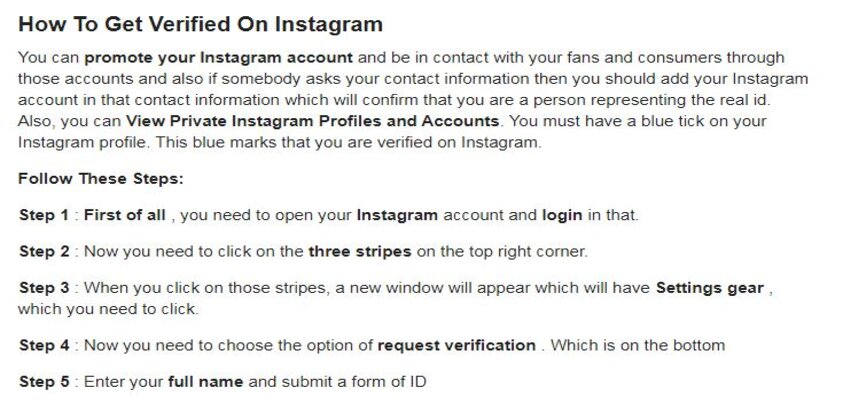 How To Get Verified On Instagram
You can promote your Instagram account and be in contact with your fans and consumers through
those accounts and also if somebody asks your contact information then you should add your Instagram
account in that contact information which will confirm that you are a person representing the real id.
Also, you can View Private Instagram Profiles and Accounts. You must have a blue tick on your
Instagram profile. This blue marks that you are verified on Instagram.
Follow These Steps:
Step 1 : First of all , you need to open your Instagram account and login in that.
Step 2 : Now you need to click on the three stripes on the top right corner.
Step 3 : When you click on those stripes, a new window will appear which will have Settings gear ,
which you need to click.
Step 4 : Now you need to choose the option of request verification . Which is on the bottom
Step 5 : Enter your full name and submit a form of ID